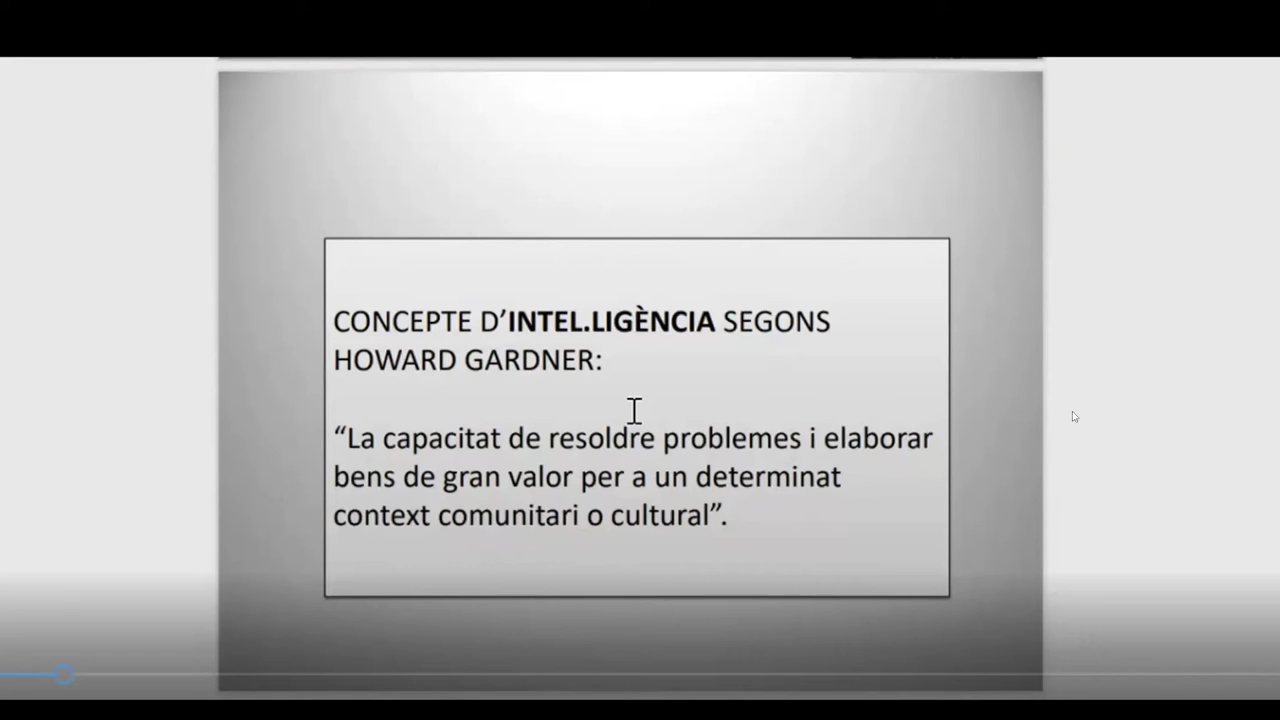 CONCEPTE D’INTEL.LIGÈNCIA SEGONS
HOWARD GARDNER:
“La capacitat de resoldre problemes i elaborar
bens de gran valor per a un determinat
context comunitari o cultural”.